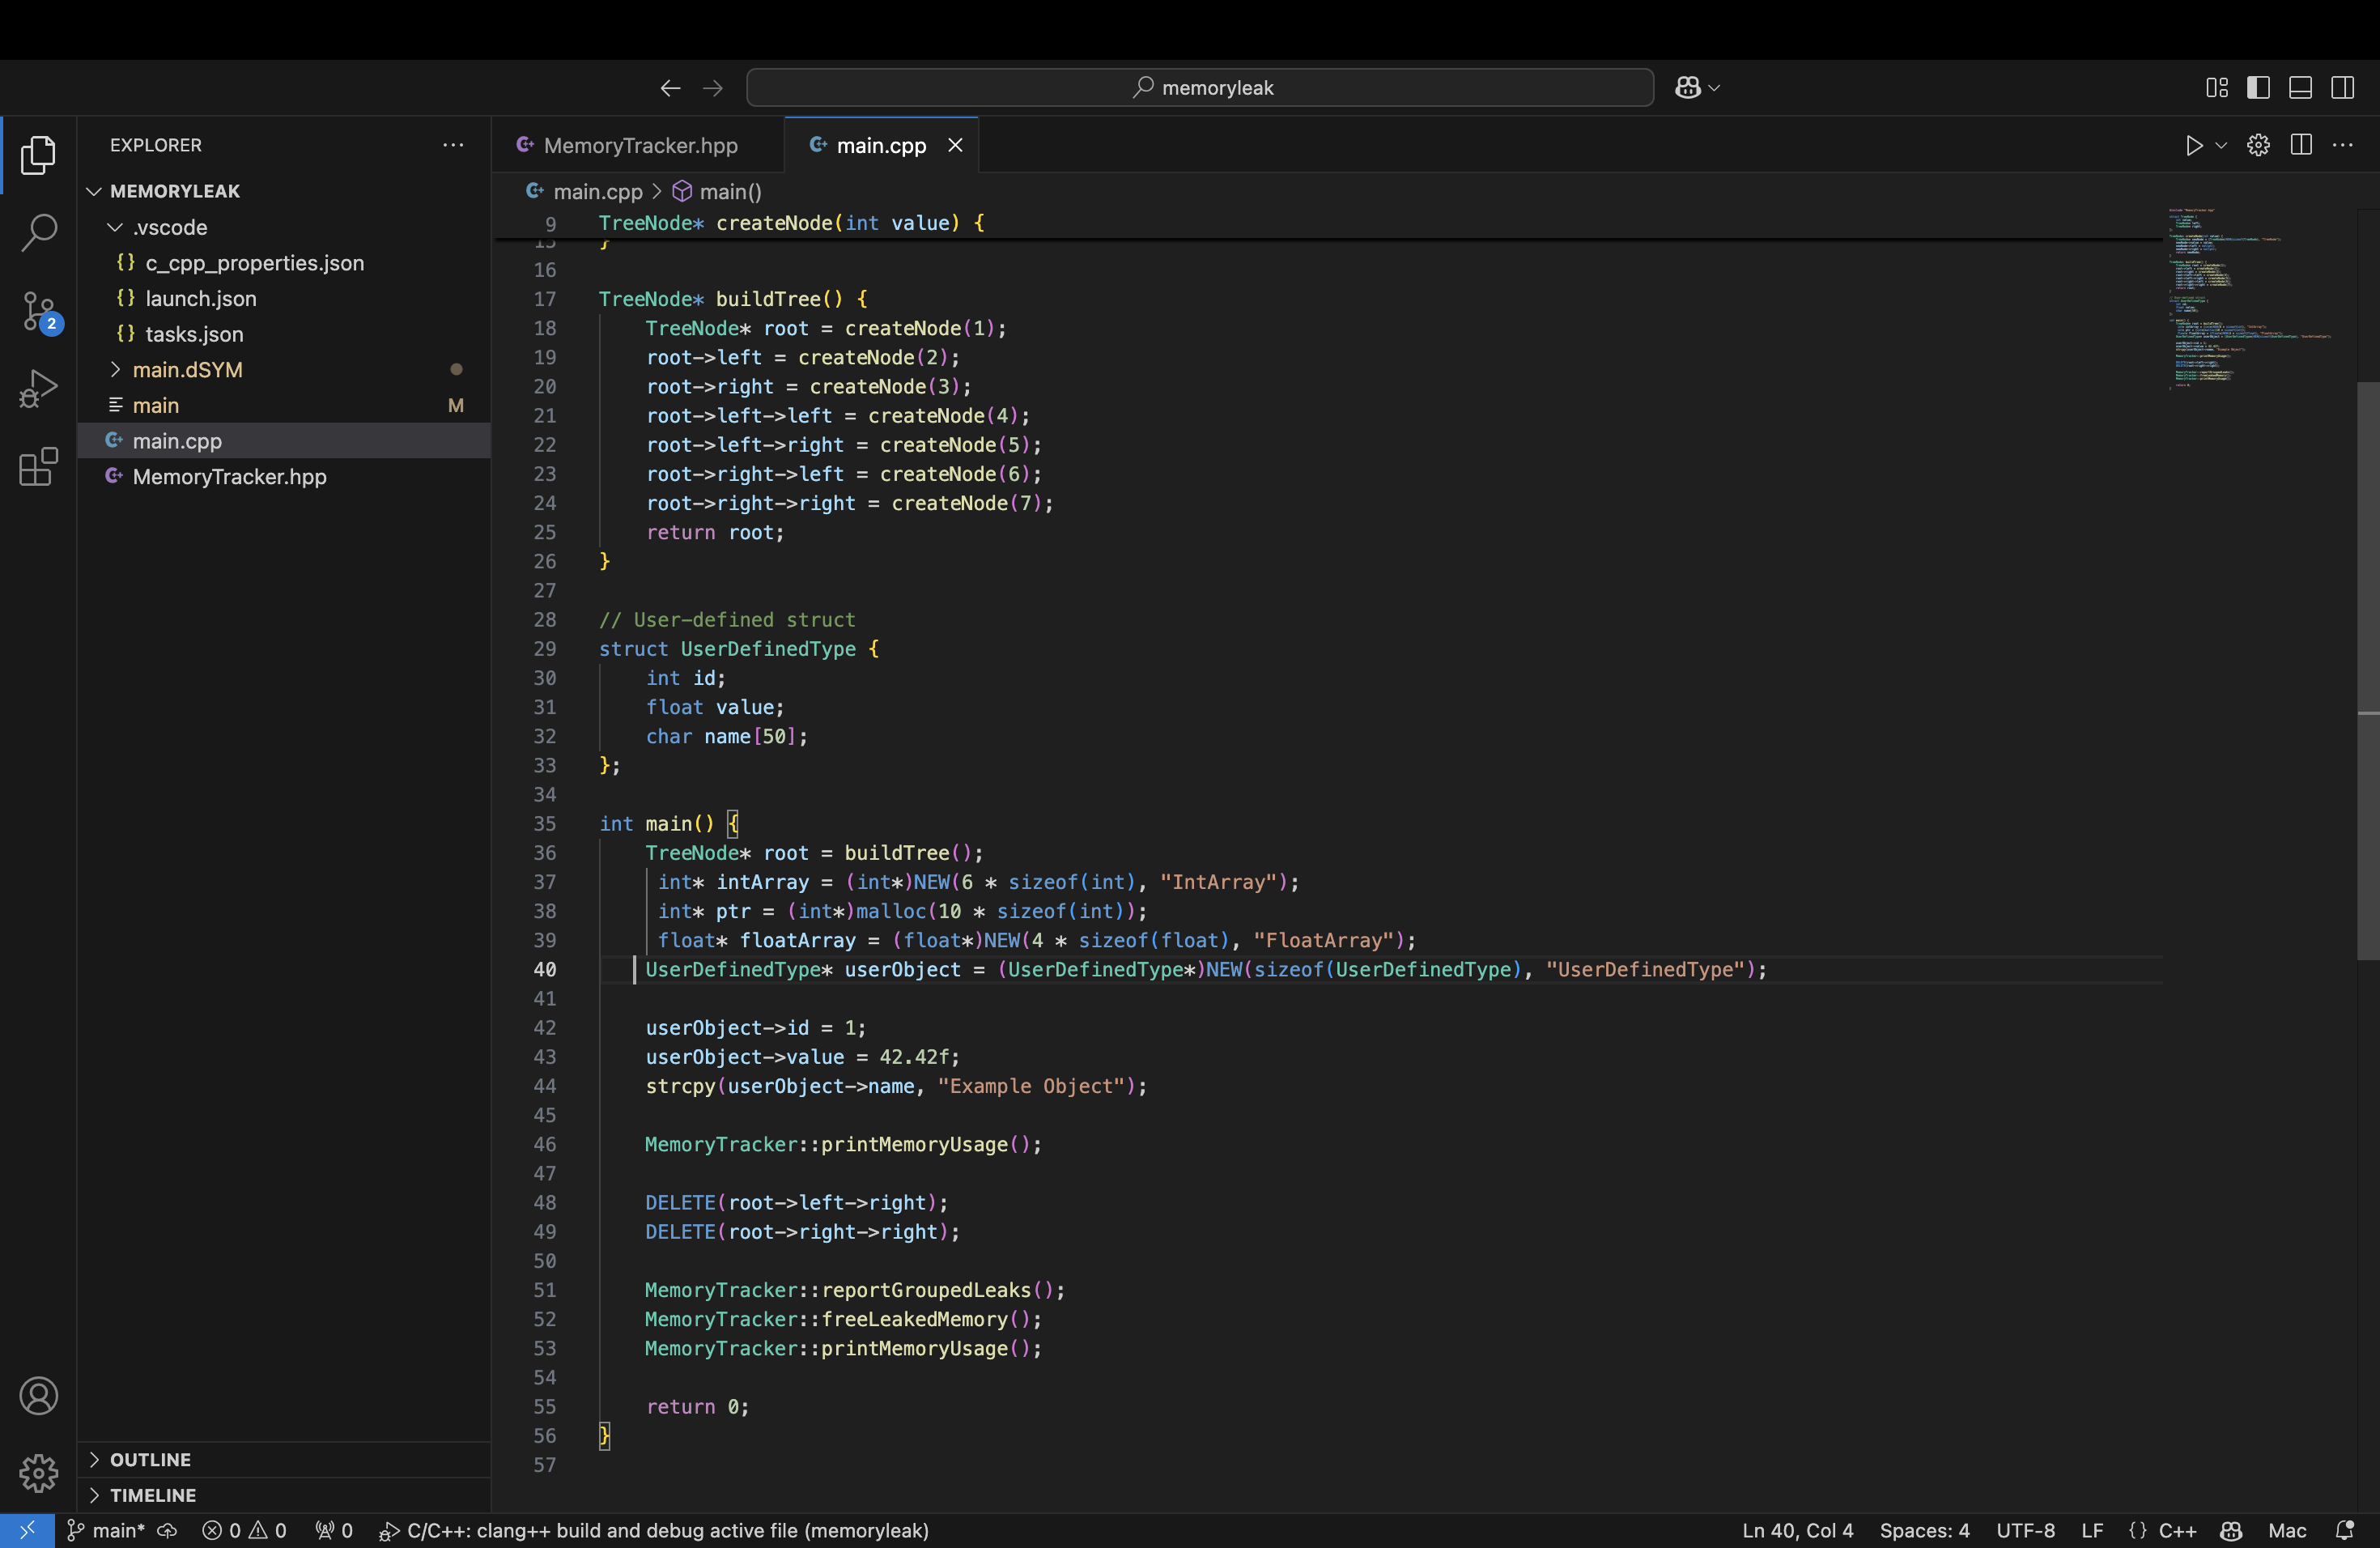 memoryleak
EXPLORER
MEMORYLEAK
.vscode
{} c_cpp_properties.json
{} launch.json
{} tasks.json
main.dSYM
main M
main.cpp
MemoryTracker.hpp
2
OUTLINE
TIMELINE
MemoryTracker.hpp
main.cpp
main.cpp > main()
9 TreeNode* createNode(int value) {
15 }
16
17 TreeNode* buildTree() {
18 TreeNode* root = createNode(1);
19 root->left = createNode(2);
20 root->right = createNode(3);
21 root->left->left = createNode(4);
22 root->left->right = createNode(5);
23 root->right->left = createNode(6);
24 root->right->right = createNode(7);
25 return root;
26 }
27
28 // User-defined struct
29 struct UserDefinedType {
30 int id;
31 float value;
32 char name[50];
33 };
34
35 int main() {
36 TreeNode* root = buildTree();
37 int* intArray = (int*)NEW(6 * sizeof(int), "IntArray");
38 int* ptr = (int*)malloc(10 * sizeof(int));
39 float* floatArray = (float*)NEW(4 * sizeof(float), "FloatArray");
40 UserDefinedType* userObject = (UserDefinedType*)NEW(sizeof(UserDefinedType), "UserDefinedType");
41
42 userObject->id = 1;
43 userObject->value = 42.42f;
44 strcpy(userObject->name, "Example Object");
45
46 MemoryTracker::printMemoryUsage();
47
48 DELETE(root->left->right);
49 DELETE(root->right->right);
50
51 MemoryTracker::reportGroupedLeaks();
52 MemoryTracker::freeLeakedMemory();
53 MemoryTracker::printMemoryUsage();
54
55 return 0;
56 }
57
main* 0 0 0 C/C++: clang++ build and debug active file (memoryleak) Ln 40, Col 4 Spaces: 4 UTF-8 LF {} C++ Mac